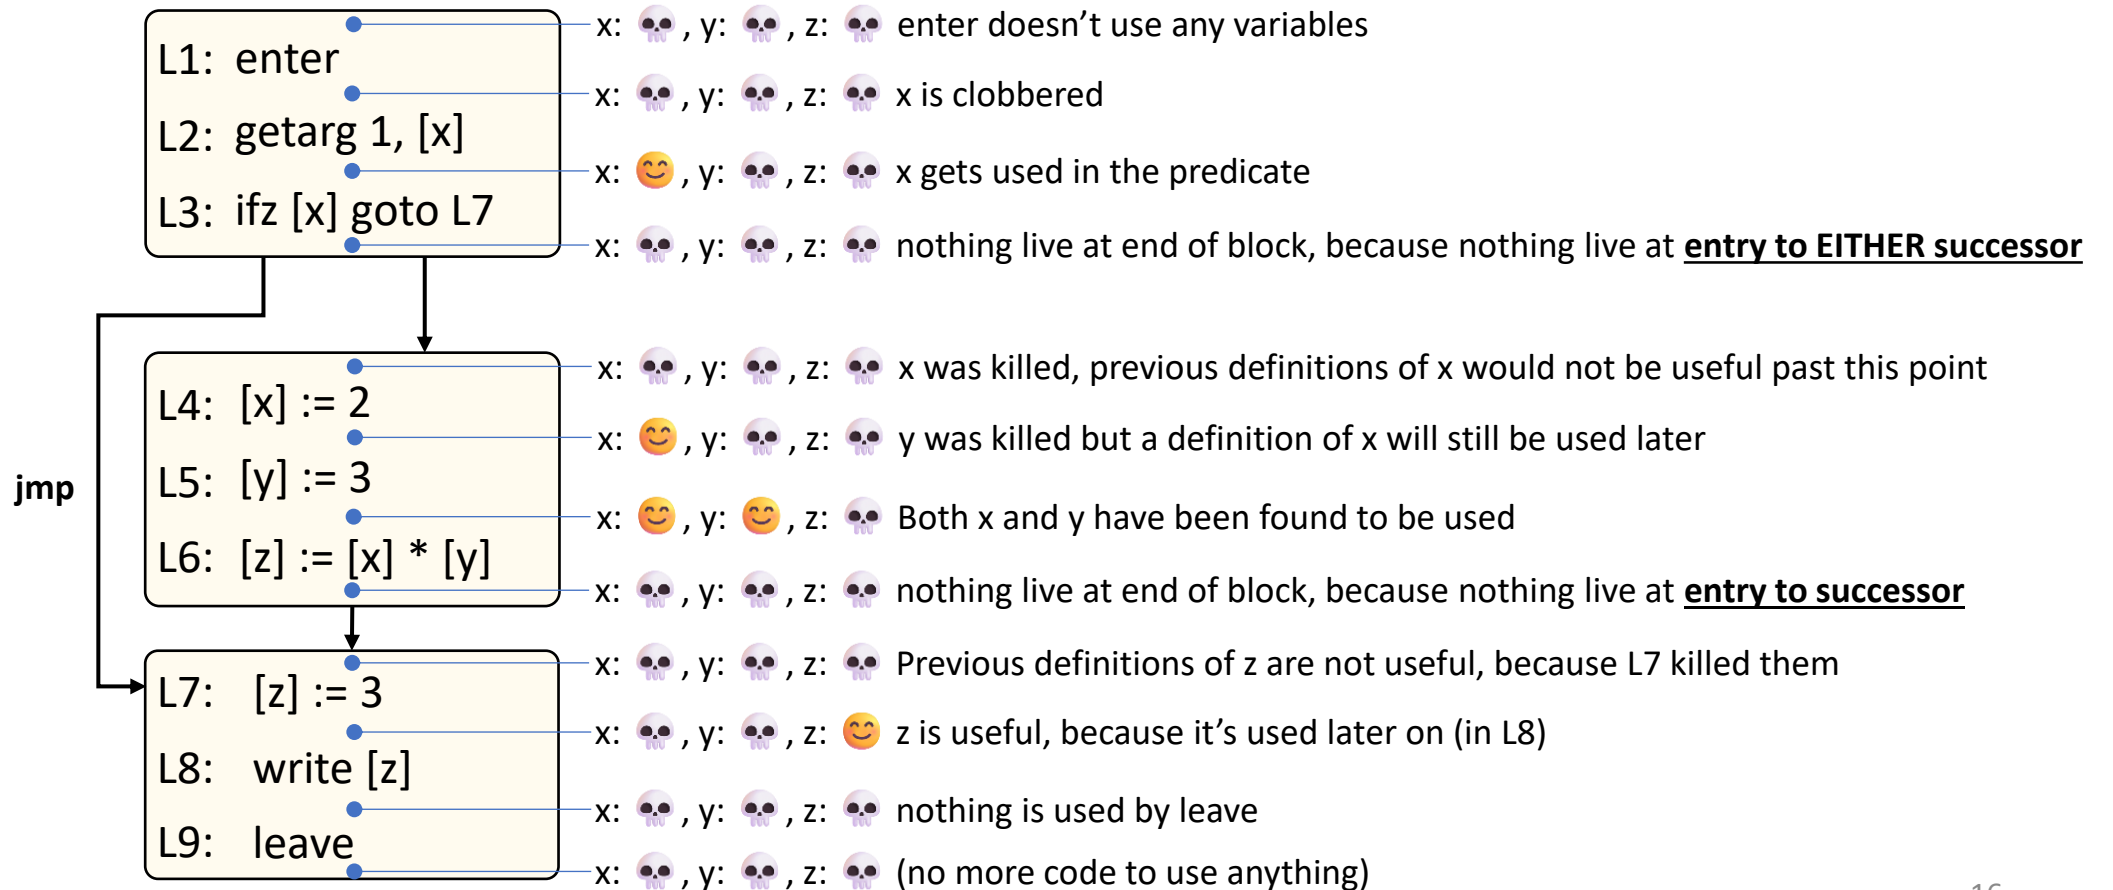 x: 💀, y: 💀, z: 💀 enter doesn’t use any variables
L1: enter
x: 💀, y: 💀, z: 💀 x is clobbered
L2: getarg 1, [x]
x: 😊, y: 💀, z: 💀 x gets used in the predicate
L3: ifz [x] goto L7
x: 💀, y: 💀, z: 💀 nothing live at end of block, because nothing live at entry to EITHER successor
x: 💀, y: 💀, z: 💀 x was killed, previous definitions of x would not be useful past this point
L4: [x] := 2
x: 😊, y: 💀, z: 💀 y was killed but a definition of x will still be used later
jmp
L5: [y] := 3
x: 😊, y: 😊, z: 💀 Both x and y have been found to be used
L6: [z] := [x] * [y]
x: 💀, y: 💀, z: 💀 nothing live at end of block, because nothing live at entry to successor
x: 💀, y: 💀, z: 💀 Previous definitions of z are not useful, because L7 killed them
L7: [z] := 3
x: 💀, y: 💀, z: 😊 z is useful, because it’s used later on (in L8)
L8: write [z]
x: 💀, y: 💀, z: 💀 nothing is used by leave
L9: leave
x: 💀, y: 💀, z: 💀 (no more code to use anything)